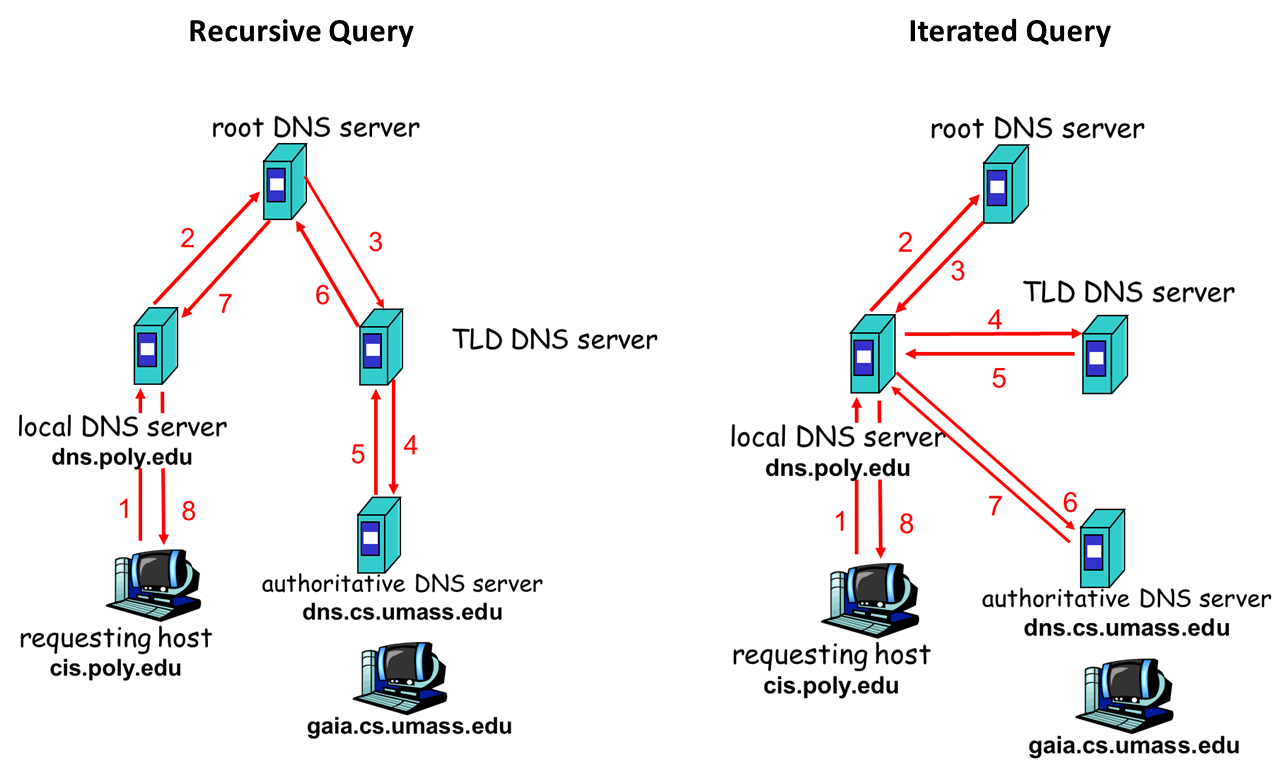 Recursive Query
root DNS server
2
3
7
6
TLD DNS server
local DNS server
dns.poly.edu
5
4
1
8
authoritative DNS server
dns.cs.umass.edu
requesting host
cis.poly.edu
gaia.cs.umass.edu
Iterated Query
root DNS server
2
3
TLD DNS server
4
5
local DNS server
dns.poly.edu
6
7
1
8
authoritative DNS server
dns.cs.umass.edu
requesting host
cis.poly.edu
gaia.cs.umass.edu